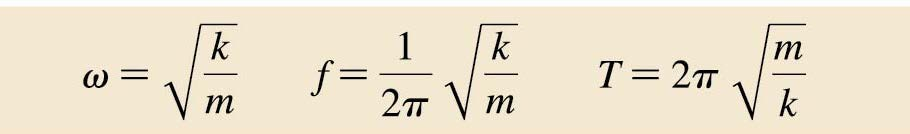 ω = √(k/m)   f = 1/(2π) √(k/m)   T = 2π √(m/k)